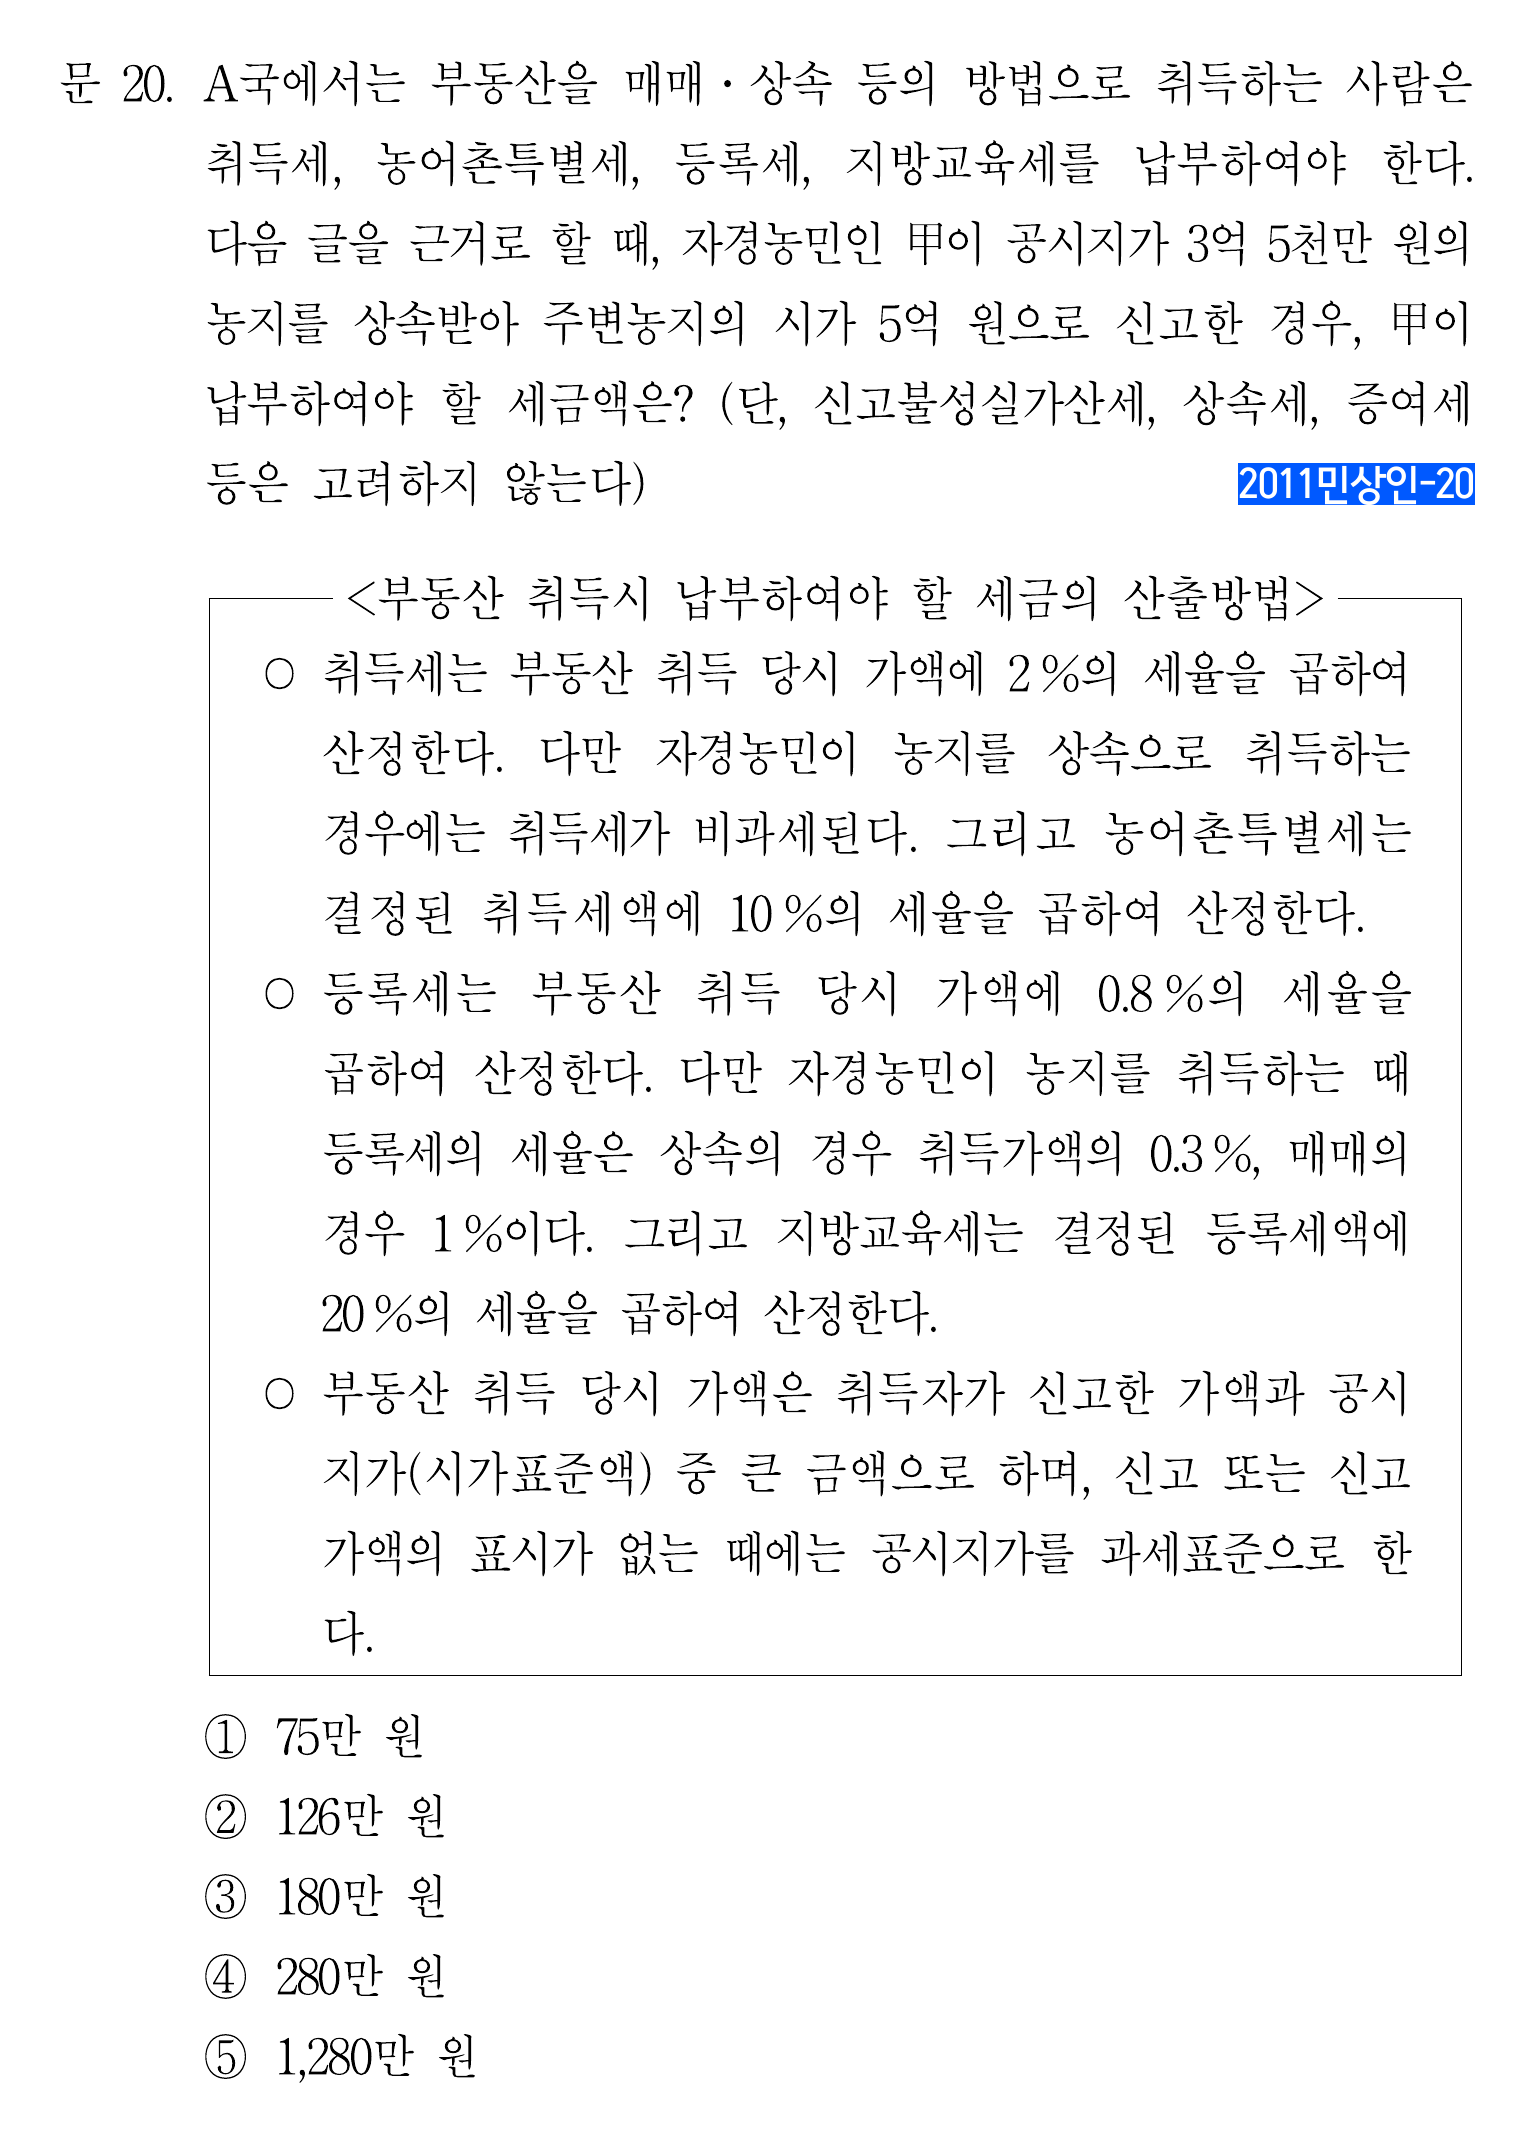 문 20. A국에서는 부동산을 매매·상속 등의 방법으로 취득하는 사람은
취득세, 농어촌특별세, 등록세, 지방교육세를 납부하여야 한다.
다음 글을 근거로 할 때, 자경농민인 甲이 공시지가 3억 5천만 원의
농지를 상속받아 주변농지의 시가 5억 원으로 신고한 경우, 甲이
납부하여야 할 세금액은? (단, 신고불성실가산세, 상속세, 증여세
등은 고려하지 않는다)
2011민상인-20
<부동산 취득시 납부하여야 할 세금의 산출방법>
○ 취득세는 부동산 취득 당시 가액에 2%의 세율을 곱하여
산정한다. 다만 자경농민이 농지를 상속으로 취득하는
경우에는 취득세가 비과세된다. 그리고 농어촌특별세는
결정된 취득세액에 10%의 세율을 곱하여 산정한다.
○ 등록세는 부동산 취득 당시 가액에 0.8%의 세율을
곱하여 산정한다. 다만 자경농민이 농지를 취득하는 때
등록세의 세율은 상속의 경우 취득가액의 0.3%, 매매의
경우 1%이다. 그리고 지방교육세는 결정된 등록세액에
20%의 세율을 곱하여 산정한다.
○ 부동산 취득 당시 가액은 취득자가 신고한 가액과 공시
지가(시가표준액) 중 큰 금액으로 하며, 신고 또는 신고
가액의 표시가 없는 때에는 공시지가를 과세표준으로 한
다.
① 75만 원
② 126만 원
③ 180만 원
④ 280만 원
⑤ 1,280만 원